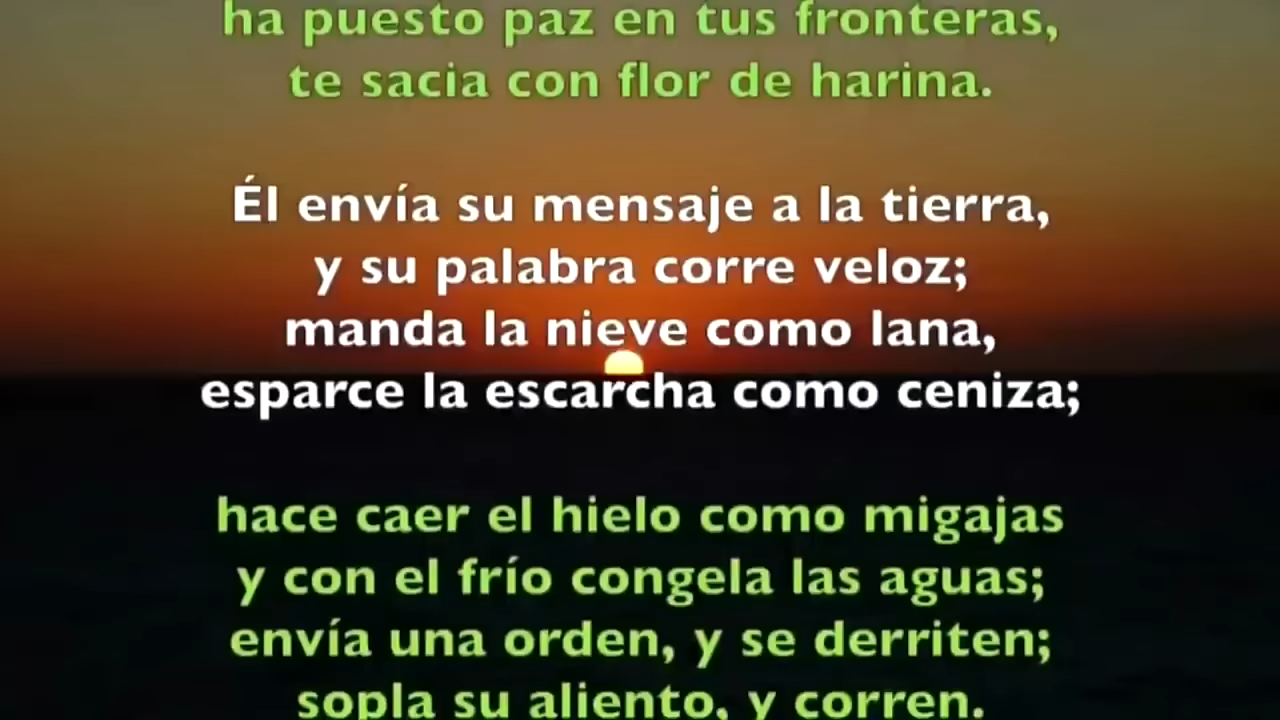 ha puesto paz en tus fronteras,
te sacia con flor de harina.
Él envía su mensaje a la tierra,
y su palabra corre veloz;
manda la nieve como lana,
esparce la escarcha como ceniza;
hace caer el hielo como migajas
y con el frío congela las aguas;
envía una orden, y se derriten;
sopla su aliento, y corren.